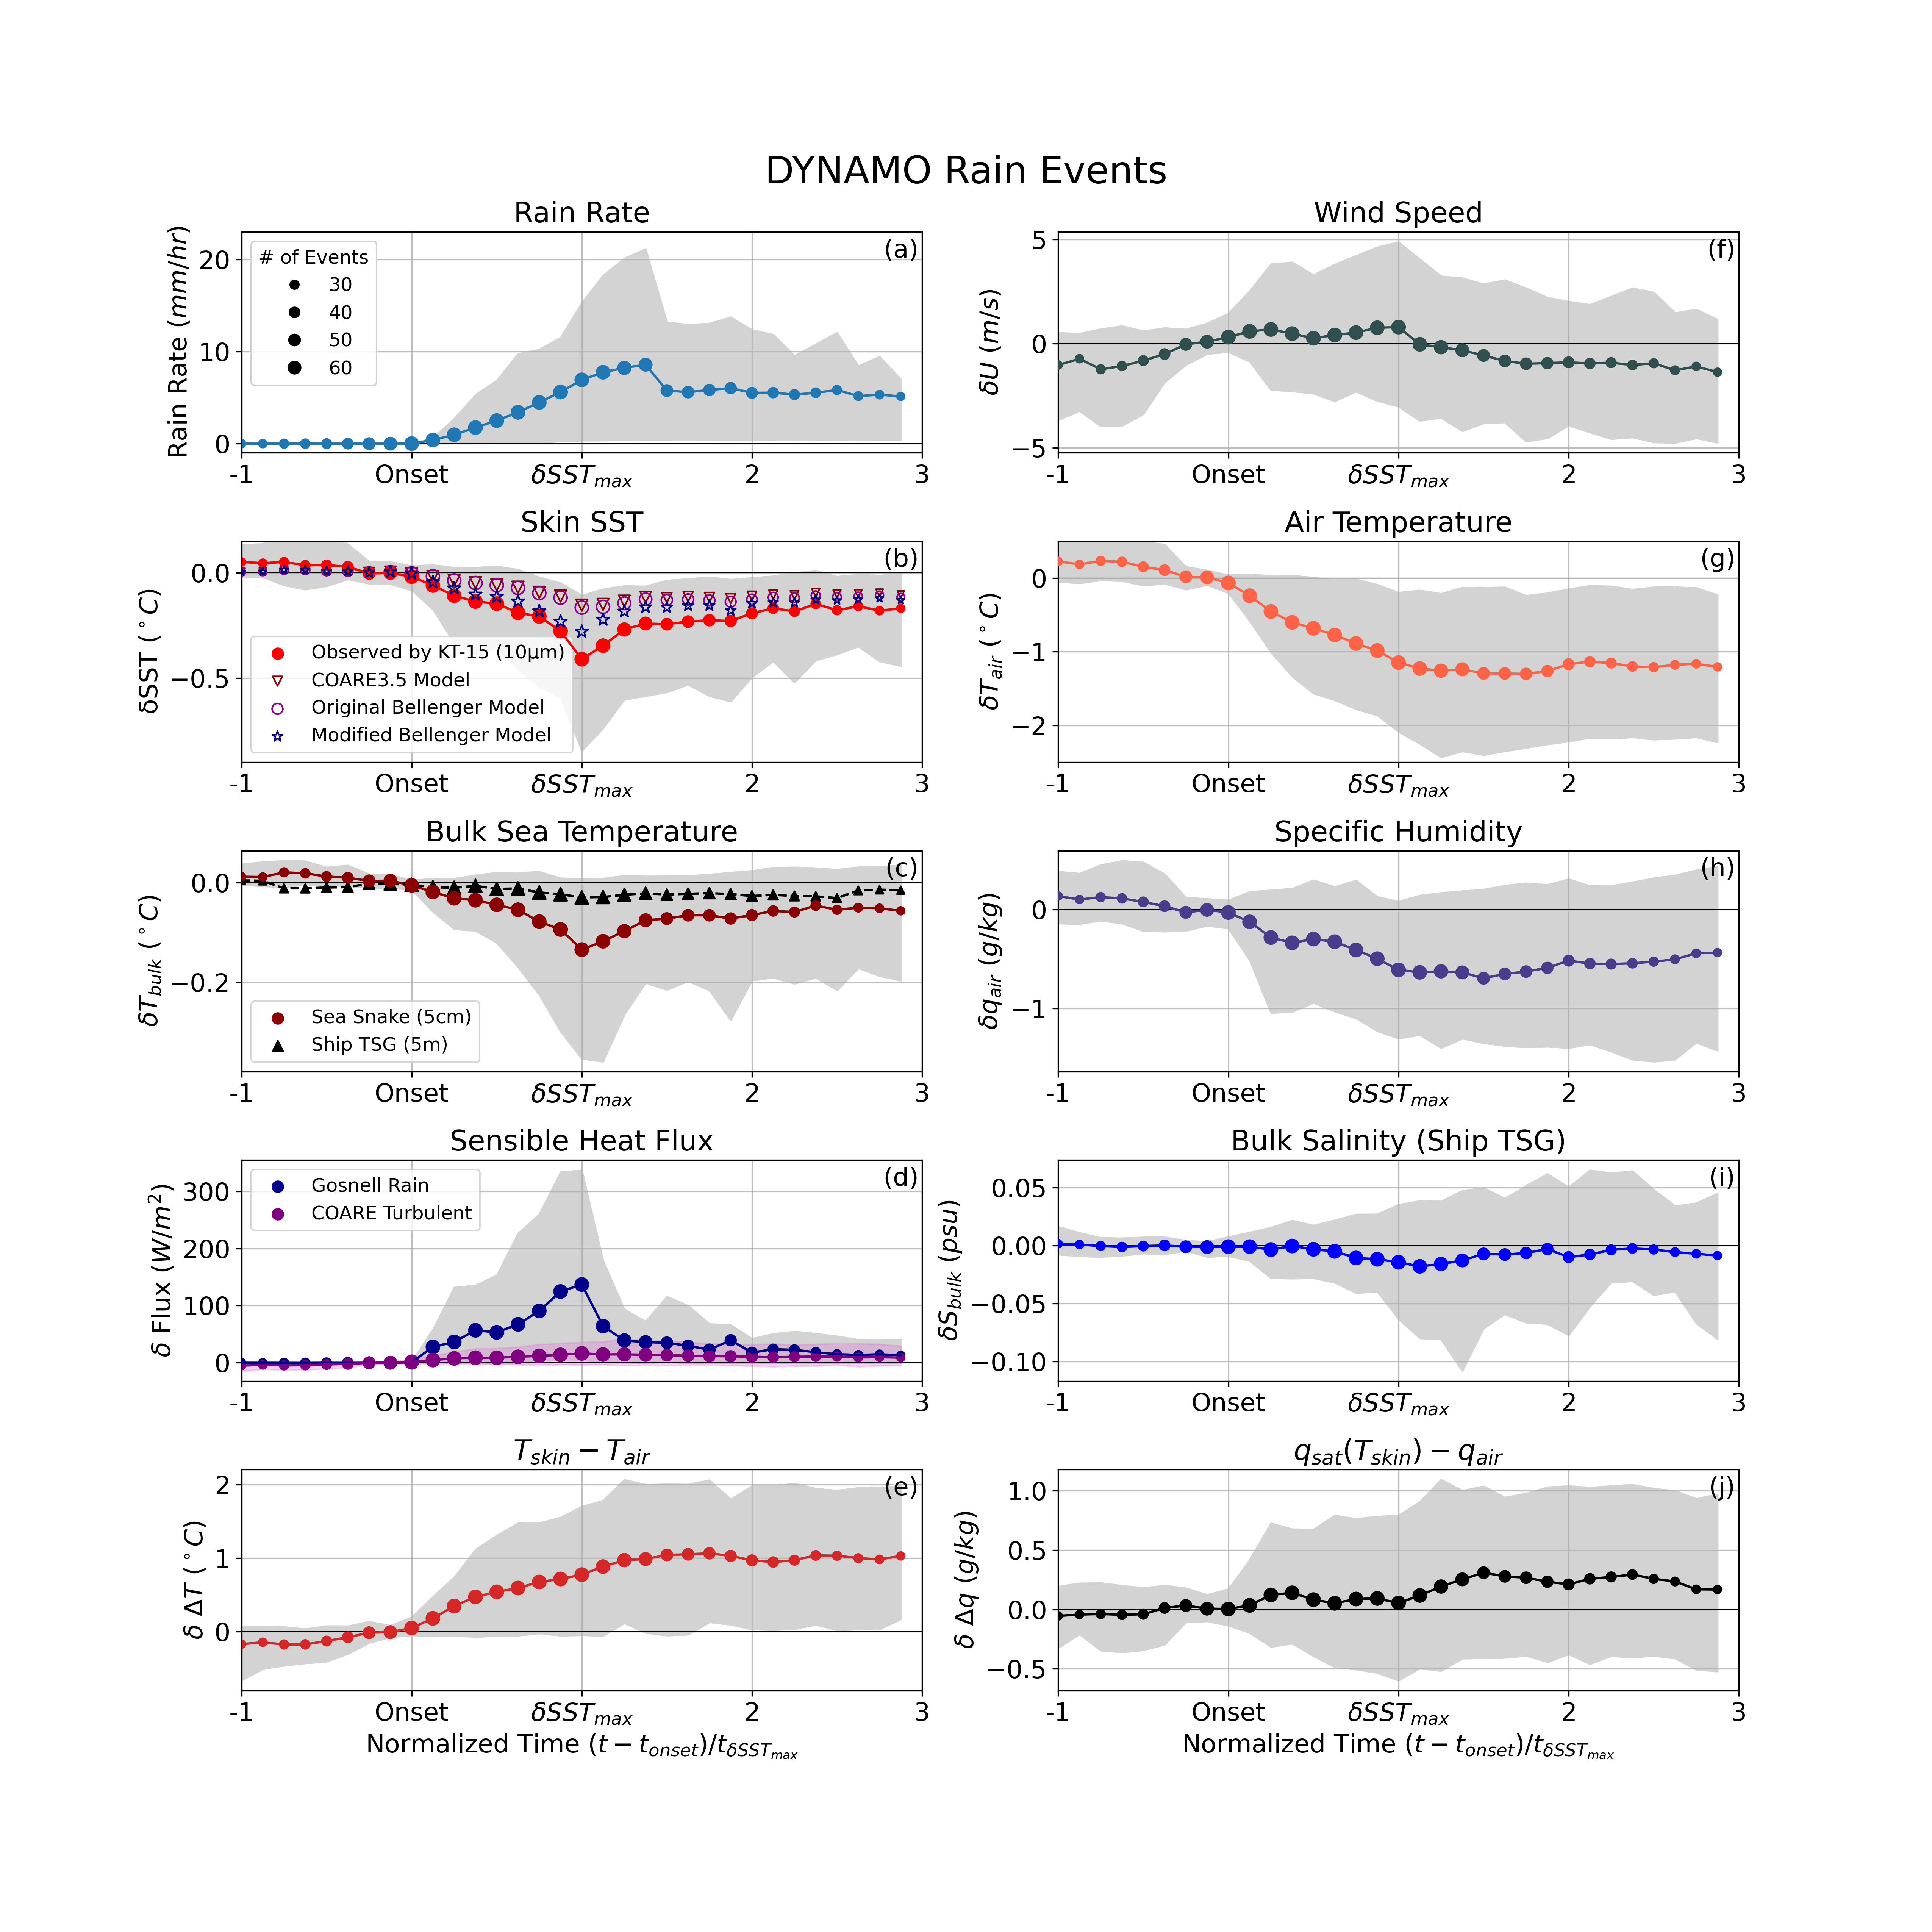 DYNAMO Rain Events
Rain Rate
(a)
Rain Rate (mm/hr)
20
10
0
# of Events
30
40
50
60
-1 Onset δSST_max 2 3
Skin SST
(b)
δSST (°C)
0.0
−0.5
Observed by KT-15 (10μm)
COARE3.5 Model
Original Bellenger Model
Modified Bellenger Model
-1 Onset δSST_max 2 3
Bulk Sea Temperature
(c)
δT_bulk (°C)
0.0
−0.2
Sea Snake (5cm)
Ship TSG (5m)
-1 Onset δSST_max 2 3
Sensible Heat Flux
(d)
δ Flux (W/m²)
300
200
100
0
Gosnell Rain
COARE Turbulent
-1 Onset δSST_max 2 3
T_skin − T_air
(e)
δ ΔT (°C)
2
1
0
-1 Onset δSST_max 2 3
Normalized Time (t − t_onset)/t_δSST_max
Wind Speed
(f)
δU (m/s)
5
0
−5
-1 Onset δSST_max 2 3
Air Temperature
(g)
δT_air (°C)
0
−1
−2
-1 Onset δSST_max 2 3
Specific Humidity
(h)
δq_air (g/kg)
0
−1
-1 Onset δSST_max 2 3
Bulk Salinity (Ship TSG)
(i)
δS_bulk (psu)
0.05
0.00
−0.05
−0.10
-1 Onset δSST_max 2 3
q_sat(T_skin) − q_air
(j)
δ Δq (g/kg)
1.0
0.5
0.0
−0.5
-1 Onset δSST_max 2 3
Normalized Time (t − t_onset)/t_δSST_max